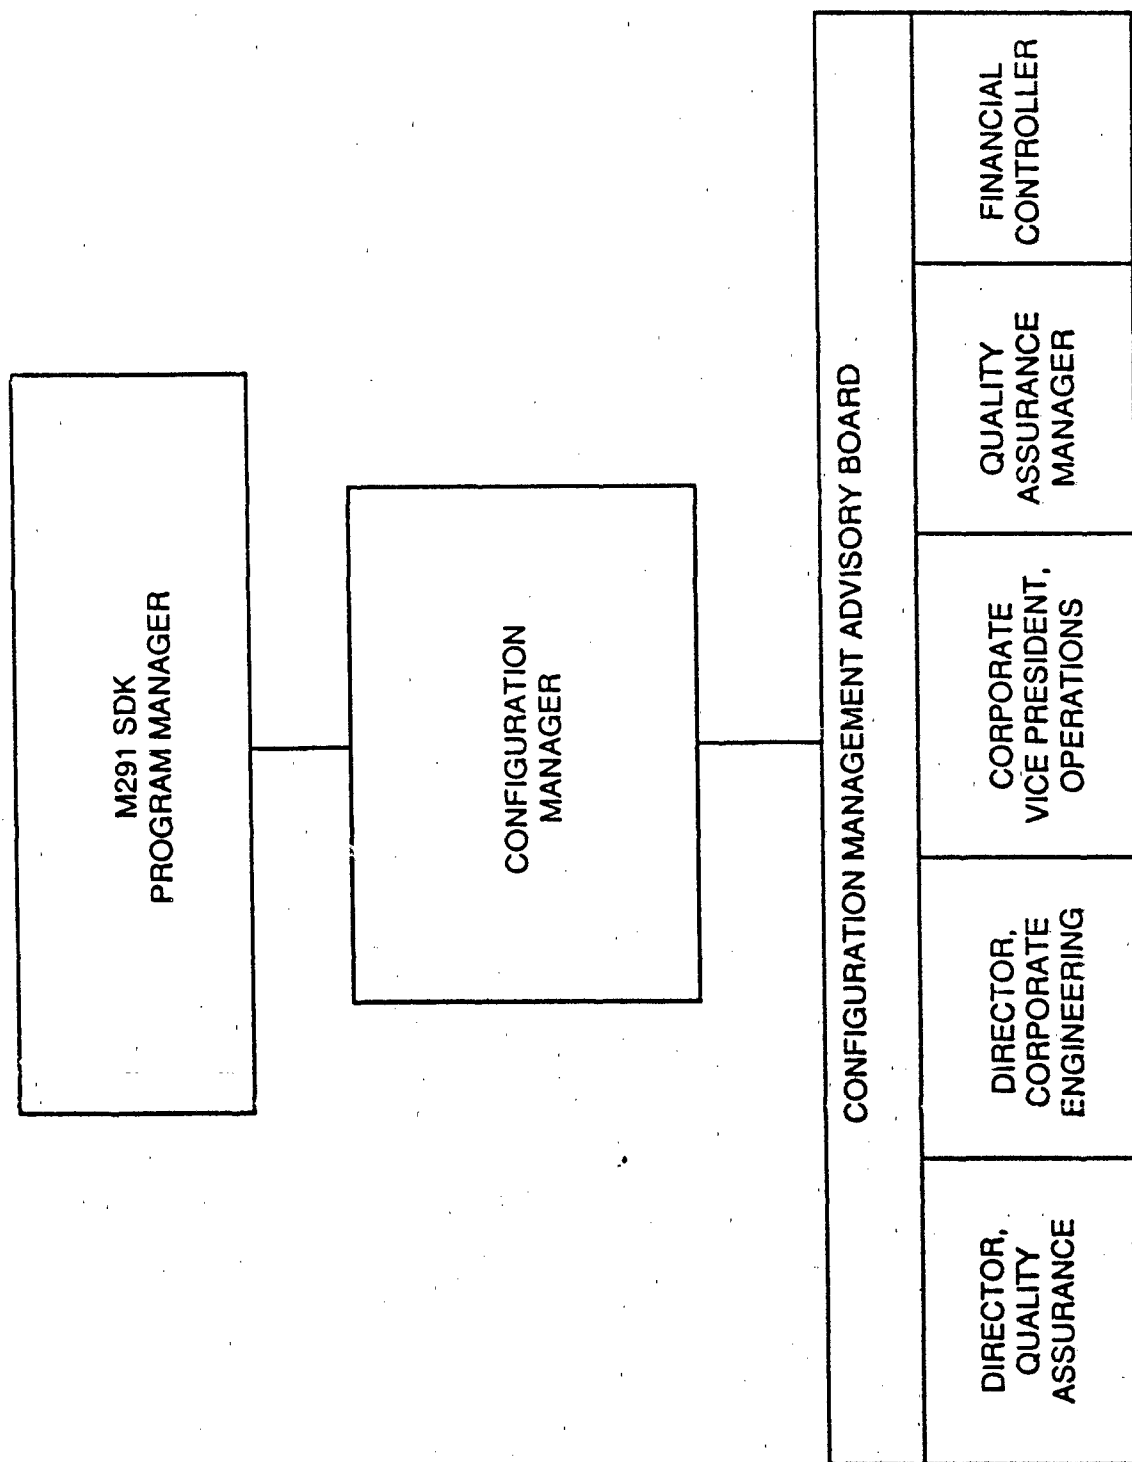 M291 SDK
PROGRAM MANAGER
CONFIGURATION
MANAGER
CONFIGURATION MANAGEMENT ADVISORY BOARD
DIRECTOR,
QUALITY
ASSURANCE
DIRECTOR,
CORPORATE
ENGINEERING
CORPORATE
VICE PRESIDENT,
OPERATIONS
QUALITY
ASSURANCE
MANAGER
FINANCIAL
CONTROLLER